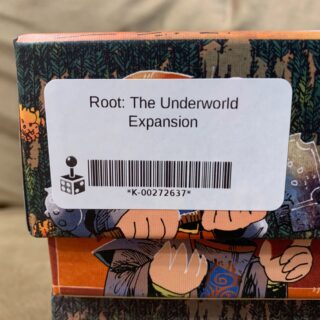 Root: The Underworld
Expansion
*K-00272637*